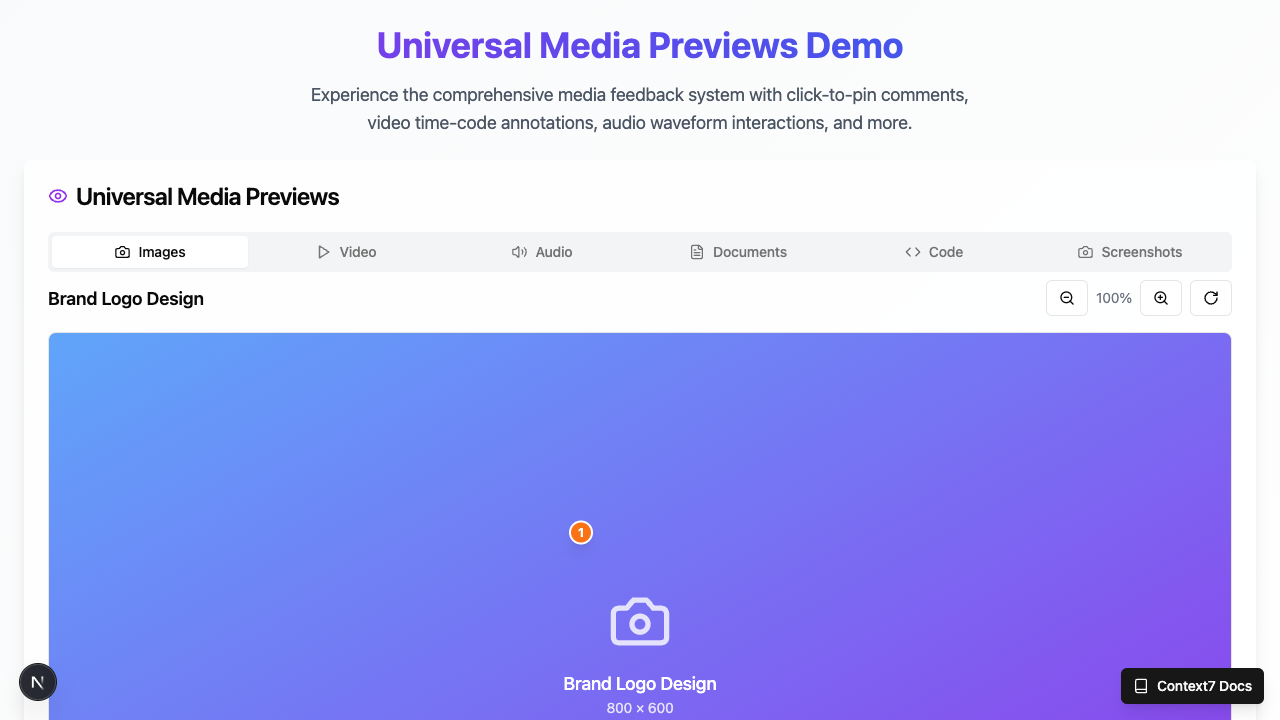 Universal Media Previews Demo
Experience the comprehensive media feedback system with click-to-pin comments,
video time-code annotations, audio waveform interactions, and more.
Universal Media Previews
Images
Video
Audio
Documents
Code
Screenshots
Brand Logo Design
100%
1
Brand Logo Design
800 × 600
N
Context7 Docs